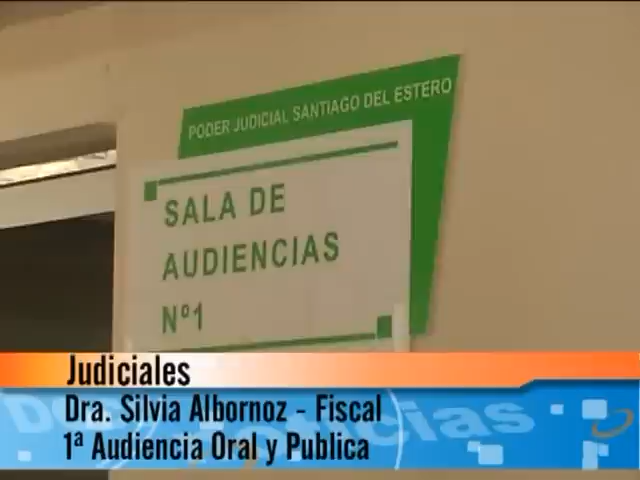 PODER JUDICIAL SANTIAGO DEL ESTERO
SALA DE
AUDIENCIAS
Nº1
Judiciales
Dra. Silvia Albornoz - Fiscal
1ª Audiencia Oral y Publica